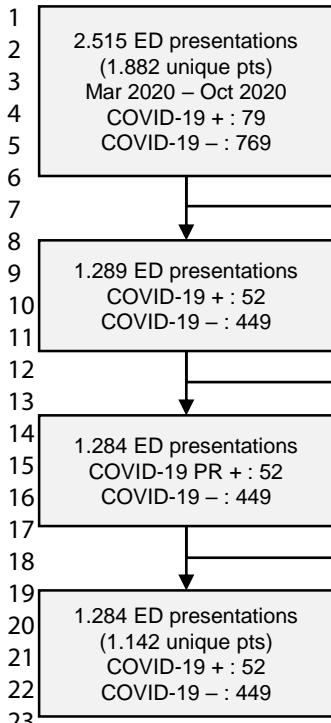 1
2.515 ED presentations
2
(1.882 unique pts)
3
Mar 2020 – Oct 2020
4
COVID-19 + : 79
5
COVID-19 – : 769
6
7
8
1.289 ED presentations
9
COVID-19 + : 52
10
COVID-19 – : 449
11
12
13
14
1.284 ED presentations
15
COVID-19 PR + : 52
16
COVID-19 – : 449
17
18
19
1.284 ED presentations
20
(1.142 unique pts)
21
COVID-19 + : 52
22
COVID-19 – : 449
23